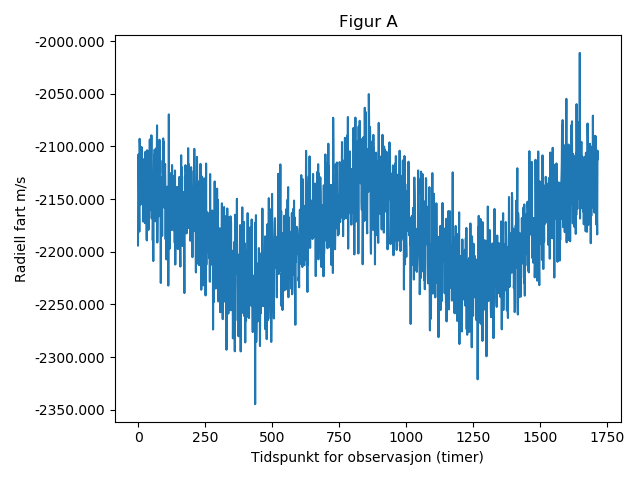 Figur A
Radiell fart m/s
-2000.000
-2050.000
-2100.000
-2150.000
-2200.000
-2250.000
-2300.000
-2350.000
0 250 500 750 1000 1250 1500 1750
Tidspunkt for observasjon (timer)